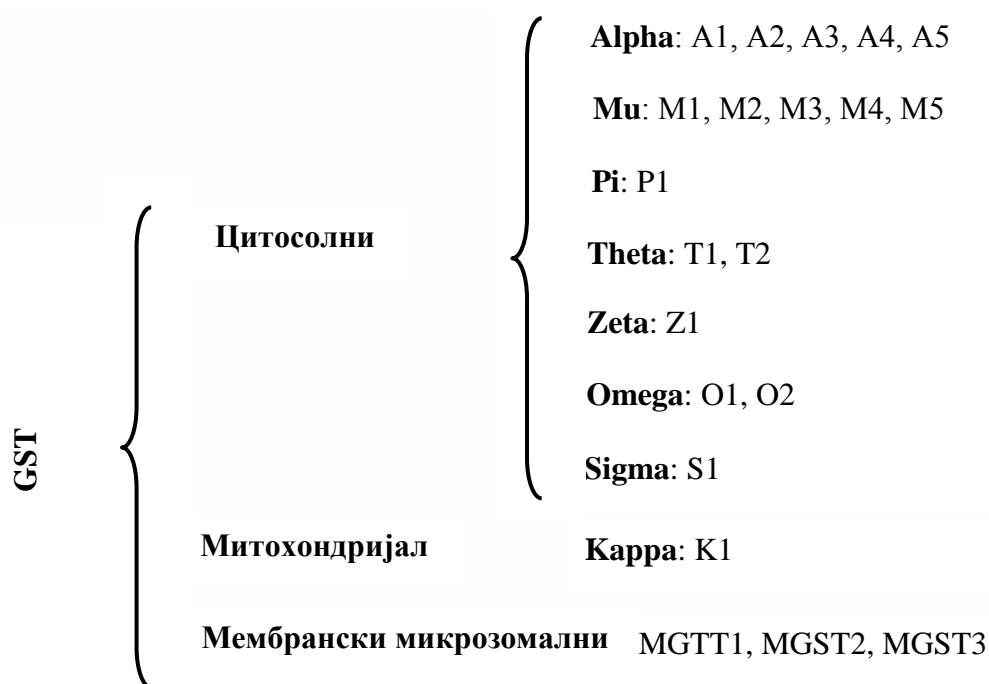 Alpha: A1, A2, A3, A4, A5
Mu: M1, M2, M3, M4, M5
Pi: P1
Цитосолни
Theta: T1, T2
Zeta: Z1
Omega: O1, O2
GST
Sigma: S1
Митохондријал
Kappa: K1
Мембрански микрозомални MGTT1, MGST2, MGST3